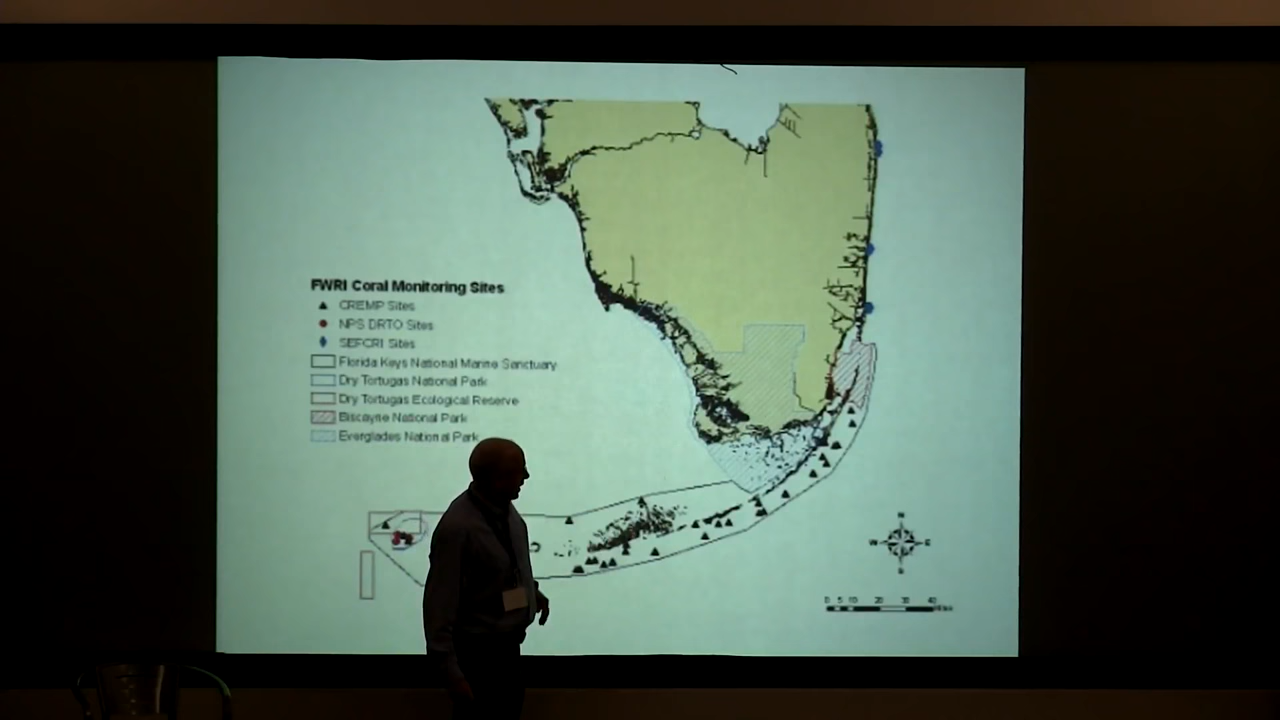 FWRI Coral Monitoring Sites
CREMP Sites
NPS DRTO Sites
SEFCRI Sites
Florida Keys National Marine Sanctuary
Dry Tortugas National Park
Dry Tortugas Ecological Reserve
Biscayne National Park
Everglades National Park
N
W E
S
0 5 10 20 30 40
Miles